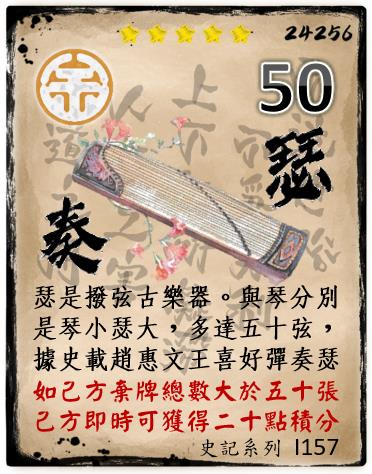 24256
50
瑟
奏
瑟是撥弦古樂器。與琴分別
是琴小瑟大，多達五十弦，
據史載趙惠文王喜好彈奏瑟
如己方棄牌總數大於五十張
己方即時可獲得二十點積分
史記系列 I157